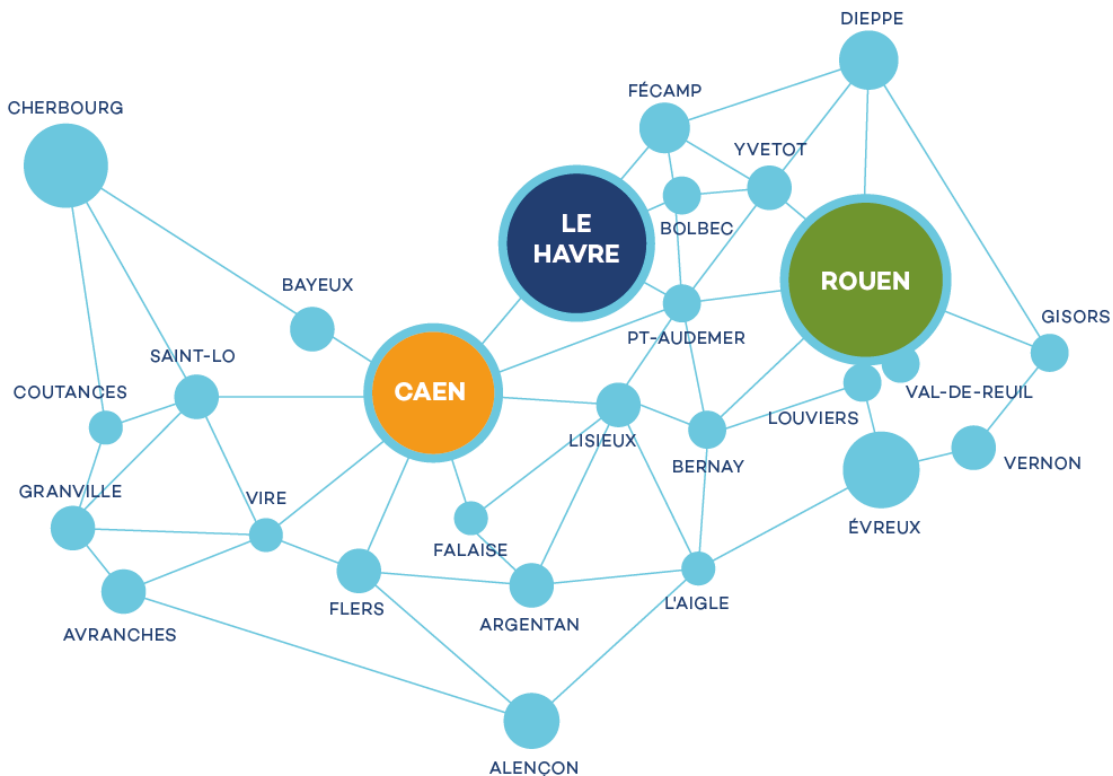 DIEPPE
FÉCAMP
CHERBOURG
YVETOT
LE
HAVRE
BOLBEC
ROUEN
BAYEUX
GISORS
PT-AUDEMER
SAINT-LO
COUTANCES
CAEN
VAL-DE-REUIL
LOUVIERS
LISIEUX
BERNAY
VERNON
GRANVILLE
VIRE
ÉVREUX
FALAISE
L'AIGLE
FLERS
ARGENTAN
AVRANCHES
ALENÇON